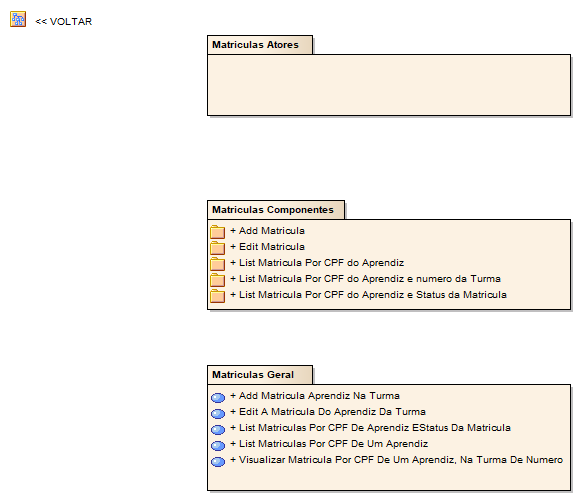 << VOLTAR
Matriculas Atores
Matriculas Componentes
+ Add Matricula
+ Edit Matricula
+ List Matricula Por CPF do Aprendiz
+ List Matricula Por CPF do Aprendiz e numero da Turma
+ List Matricula Por CPF do Aprendiz e Status da Matricula
Matriculas Geral
+ Add Matricula Aprendiz Na Turma
+ Edit A Matricula Do Aprendiz Da Turma
+ List Matriculas Por CPF De Aprendiz EStatus Da Matricula
+ List Matriculas Por CPF De Um Aprendiz
+ Visualizar Matricula Por CPF De Um Aprendiz, Na Turma De Numero